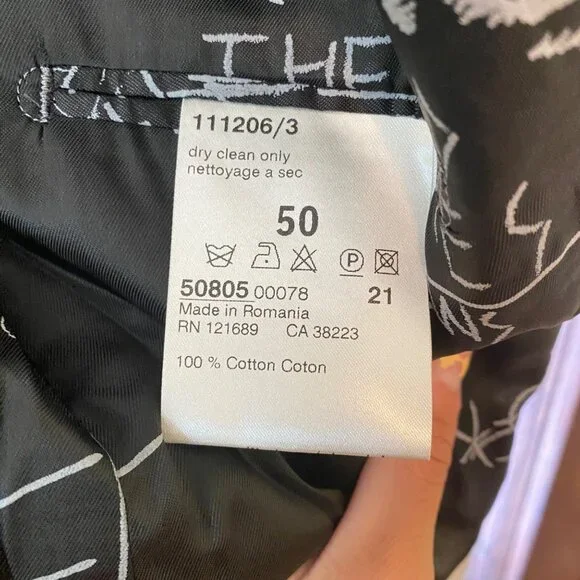 THE
111206/3
dry clean only
nettoyage a sec
50
P
50805 00078 21
Made in Romania
RN 121689 CA 38223
100 % Cotton Coton